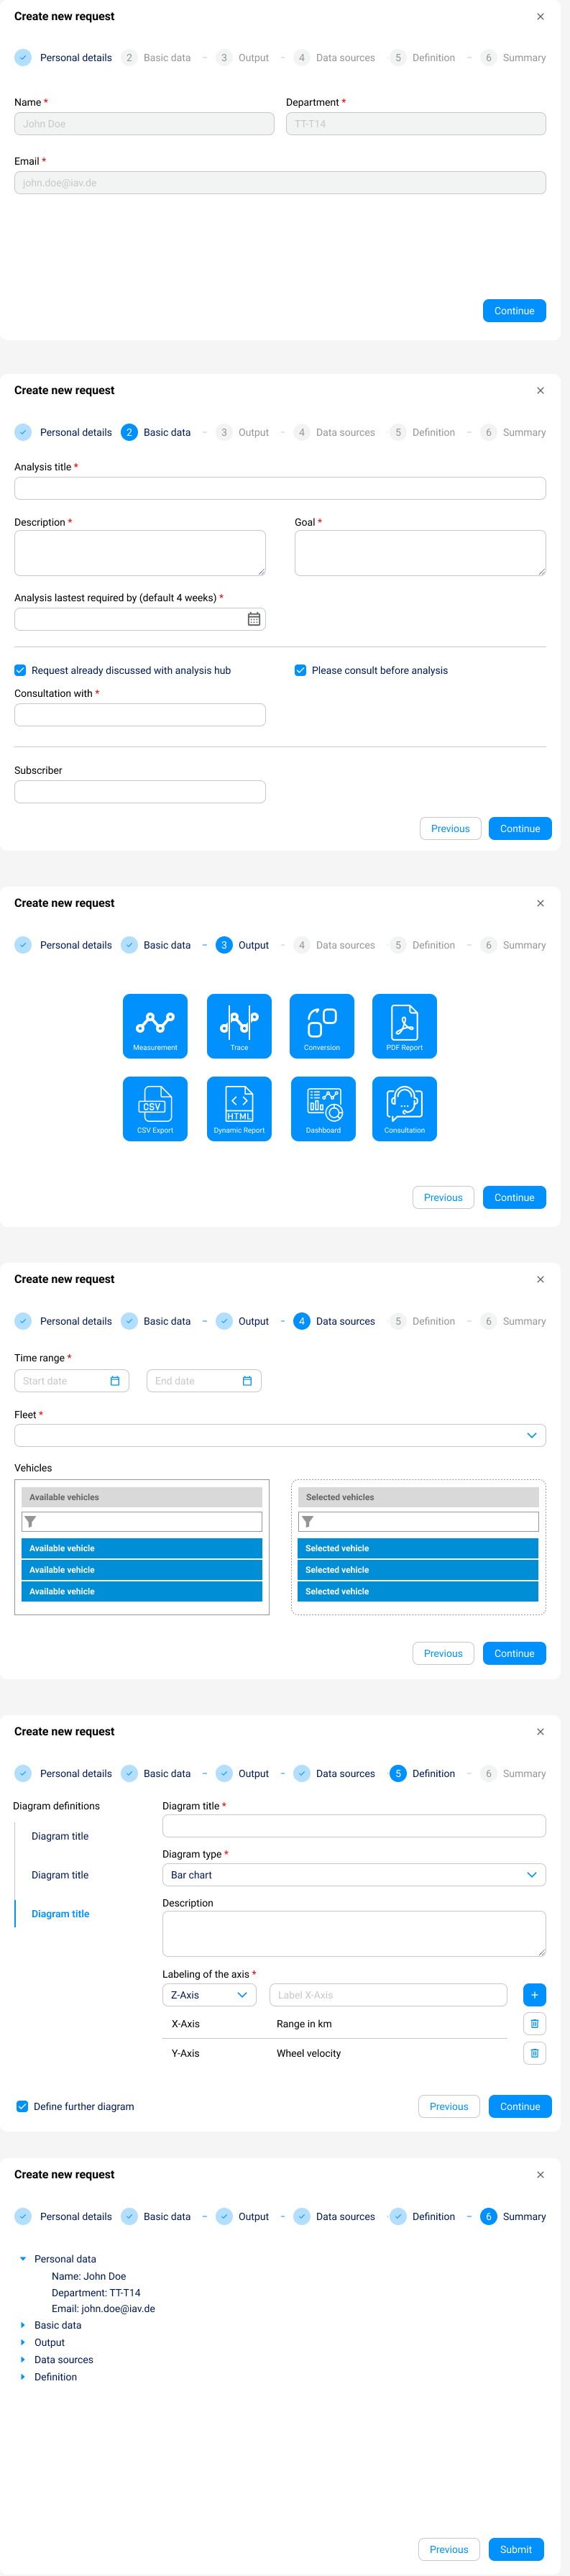 Create new request ×
Personal details 2 Basic data - 3 Output - 4 Data sources 5 Definition - 6 Summary
Name * Department *
John Doe TT-T14
Email *
john.doe@iav.de
Continue
Create new request ×
Personal details 2 Basic data - 3 Output - 4 Data sources 5 Definition - 6 Summary
Analysis title *
Description * Goal *
Analysis lastest required by (default 4 weeks) *
Request already discussed with analysis hub Please consult before analysis
Consultation with *
Subscriber
Previous Continue
Create new request ×
Personal details Basic data - 3 Output - 4 Data sources 5 Definition - 6 Summary
Measurement Trace Conversion PDF Report
CSV HTML
CSV Export Dynamic Report Dashboard Consultation
Previous Continue
Create new request ×
Personal details Basic data - Output - 4 Data sources 5 Definition - 6 Summary
Time range *
Start date End date
Fleet *
Vehicles
Available vehicles Selected vehicles
Available vehicle Selected vehicle
Available vehicle Selected vehicle
Available vehicle Selected vehicle
Previous Continue
Create new request ×
Personal details Basic data - Output - Data sources 5 Definition - 6 Summary
Diagram definitions Diagram title *
Diagram title
Diagram type *
Diagram title Bar chart
Description
Diagram title
Labeling of the axis *
Z-Axis Label X-Axis +
X-Axis Range in km
Y-Axis Wheel velocity
Define further diagram Previous Continue
Create new request ×
Personal details Basic data - Output - Data sources Definition - 6 Summary
Personal data
Name: John Doe
Department: TT-T14
Email: john.doe@iav.de
Basic data
Output
Data sources
Definition
Previous Submit